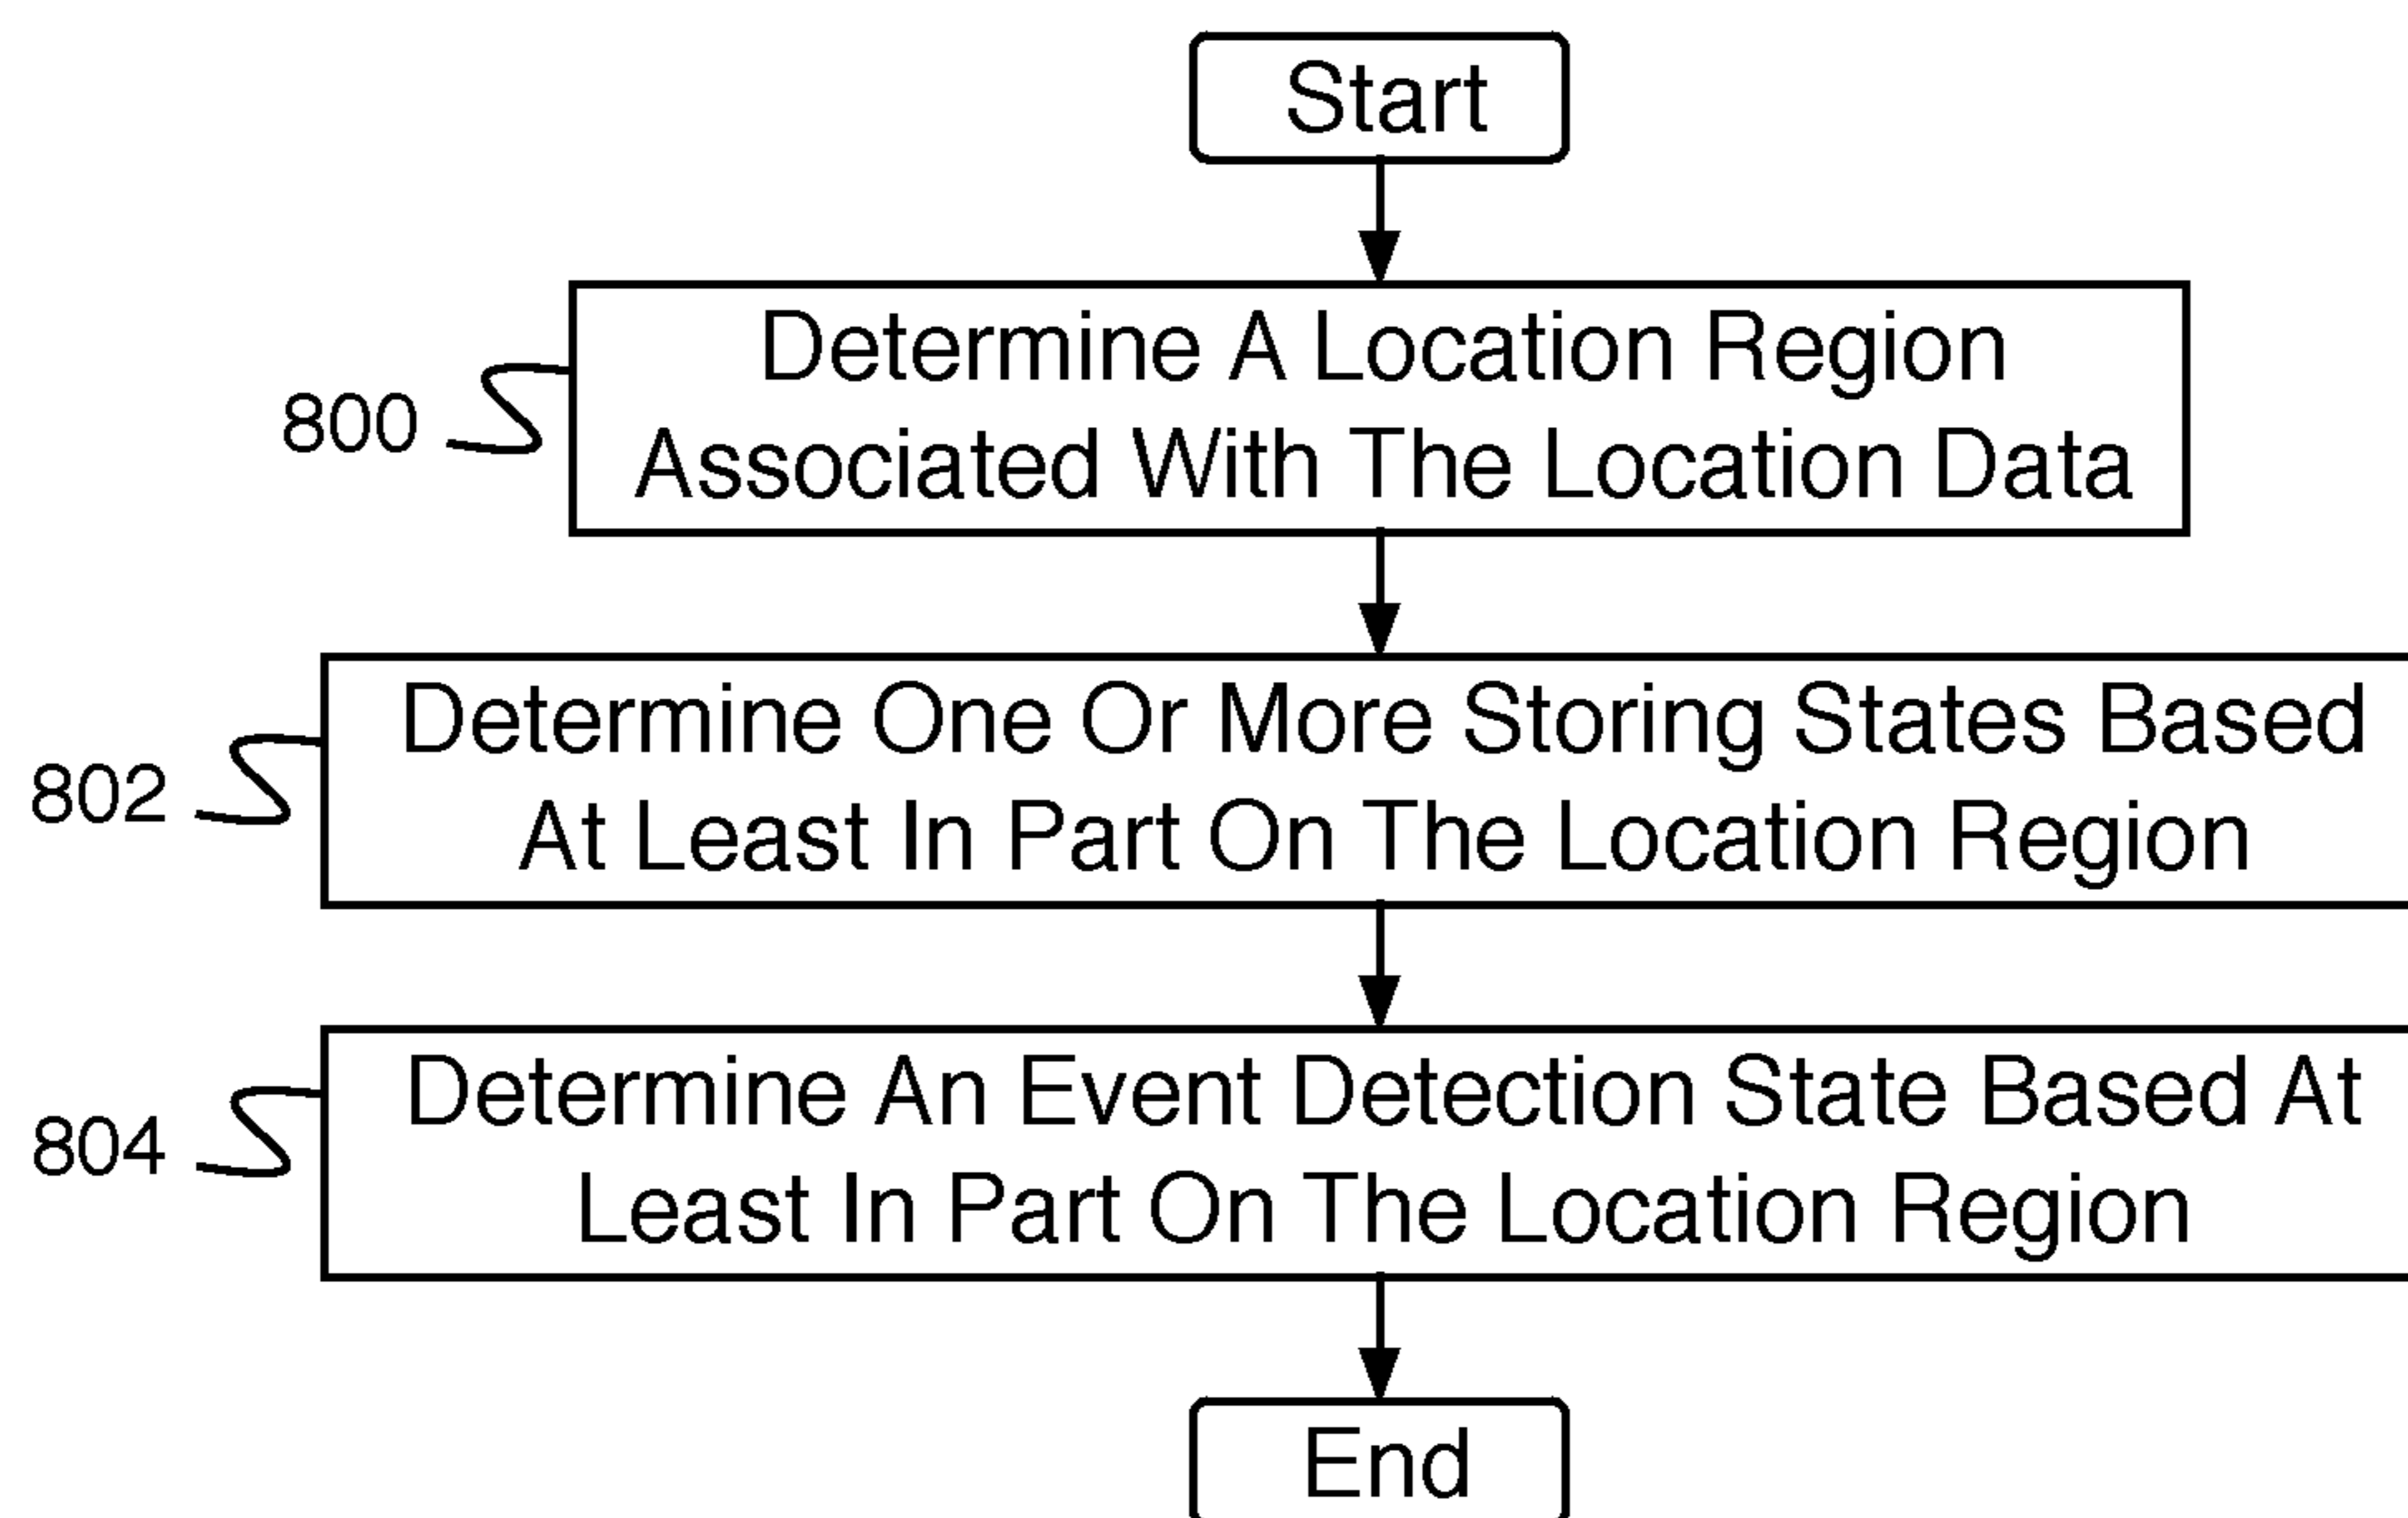 Start
Determine A Location Region
Associated With The Location Data
800
Determine One Or More Storing States Based
At Least In Part On The Location Region
802
Determine An Event Detection State Based At
Least In Part On The Location Region
804
End